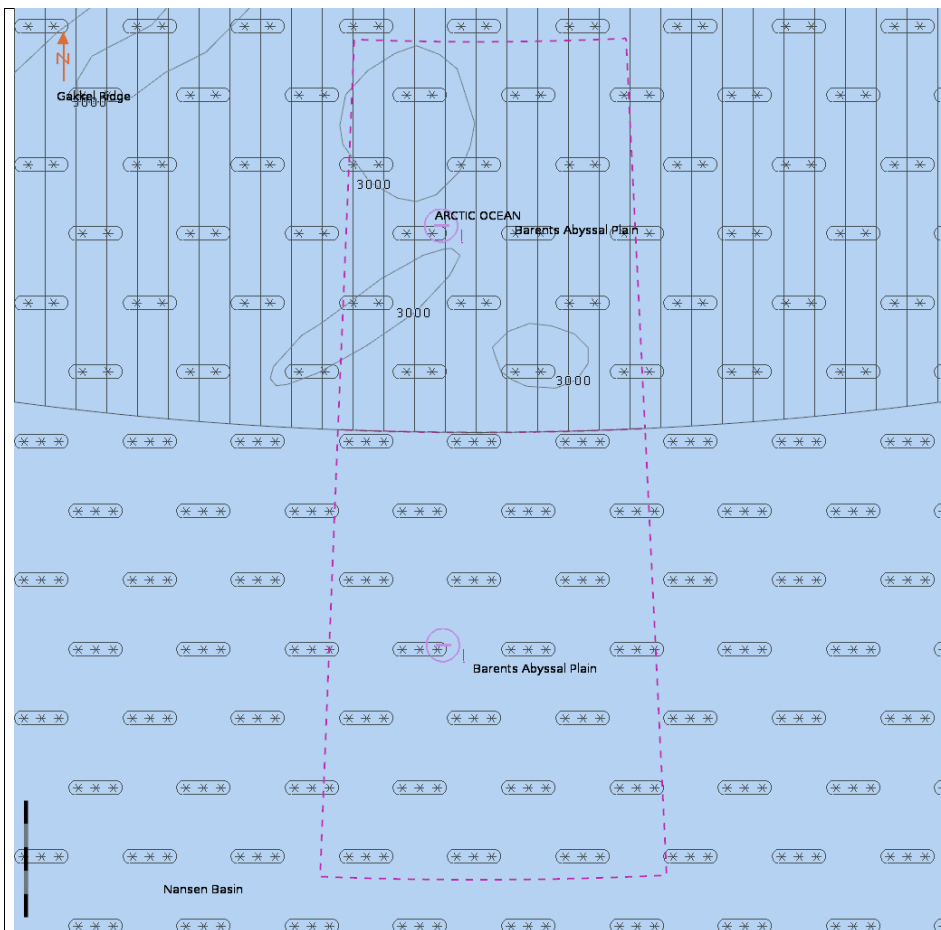 N
Gakkel Ridge
3000
3000
ARCTIC OCEAN
Barents Abyssal Plain
3000
3000
Barents Abyssal Plain
Nansen Basin